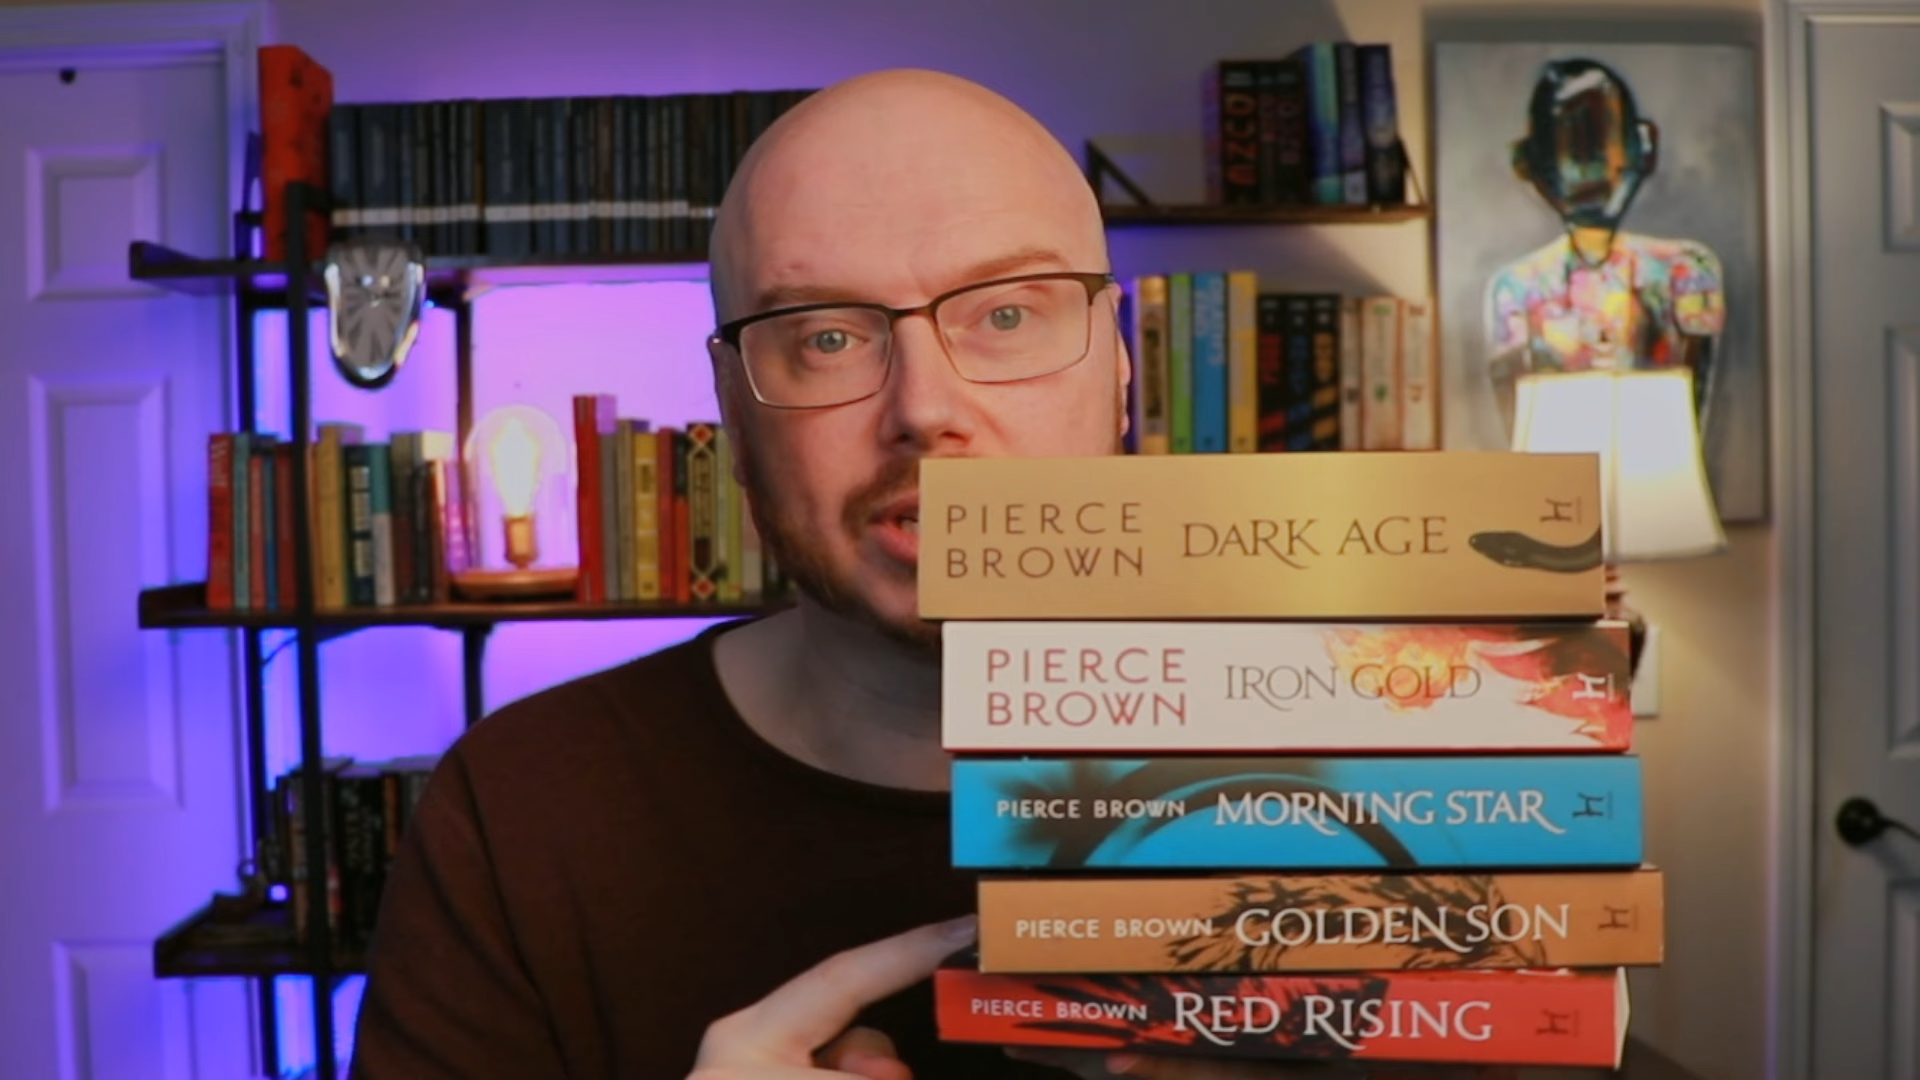 PIERCE
BROWN
DARK AGE
PIERCE
BROWN
IRON GOLD
PIERCE BROWN
MORNING STAR
PIERCE BROWN
GOLDEN SON
PIERCE BROWN
RED RISING